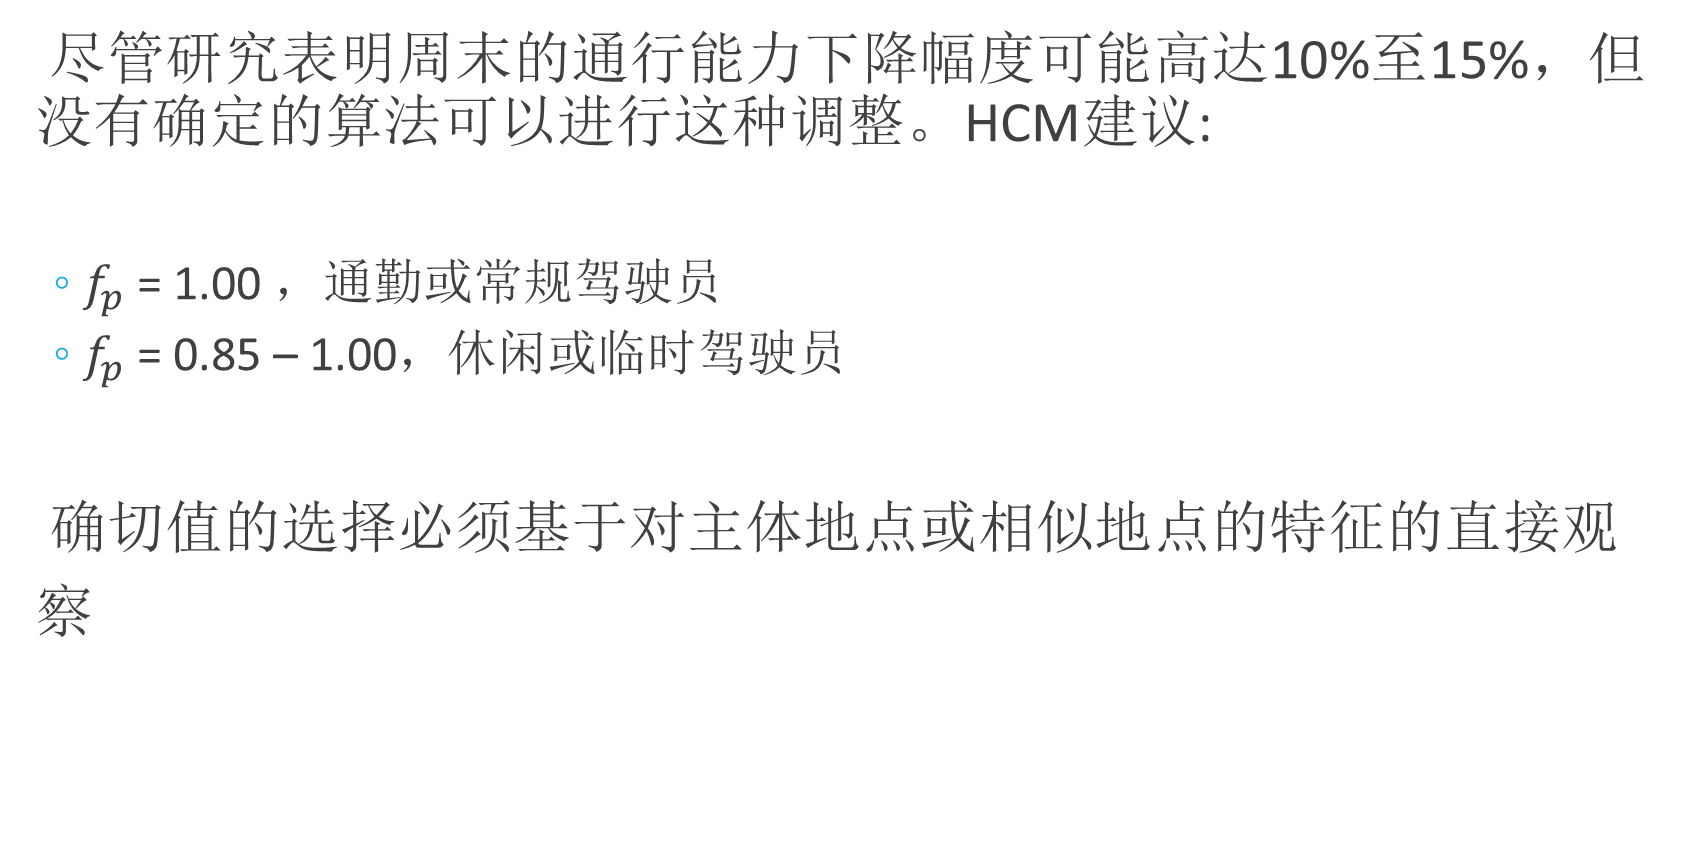 尽管研究表明周末的通行能力下降幅度可能高达10%至15%，但
没有确定的算法可以进行这种调整。HCM建议:
◦ fₚ = 1.00 ，通勤或常规驾驶员
◦ fₚ = 0.85 – 1.00，休闲或临时驾驶员
确切值的选择必须基于对主体地点或相似地点的特征的直接观
察